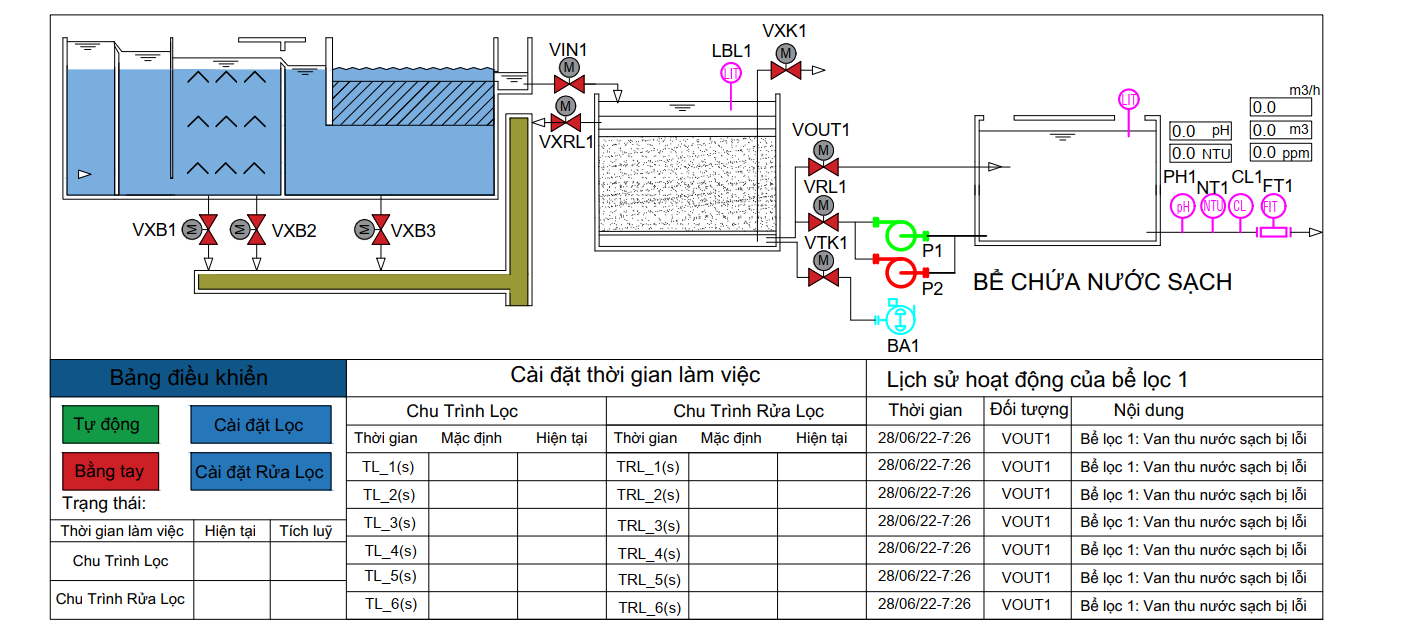 VXK1
VIN1
LBL1
M
M
LIT
m3/h
M
LIT
0.0
VXRL1
VOUT1
0.0 pH
0.0 m3
M
0.0 NTU
0.0 ppm
VRL1
PH1
NT1
CL1
FT1
M
pH
NTU
CL
FIT
VXB1
M
M
VXB2
M
VXB3
VTK1
P1
M
P2
BỂ CHỨA NƯỚC SẠCH
BA1
Bảng điều khiển
Cài đặt thời gian làm việc
Lịch sử hoạt động của bể lọc 1
Tự động
Cài đặt Lọc
Bằng tay
Cài đặt Rửa Lọc
Trạng thái:
Thời gian làm việc Hiện tại Tích luỹ
Chu Trình Lọc
Chu Trình Rửa Lọc
Chu Trình Lọc
Chu Trình Rửa Lọc
Thời gian Mặc định Hiện tại Thời gian Mặc định Hiện tại
TL_1(s) TRL_1(s)
TL_2(s) TRL_2(s)
TL_3(s) TRL_3(s)
TL_4(s) TRL_4(s)
TL_5(s) TRL_5(s)
TL_6(s) TRL_6(s)
Thời gian Đối tượng Nội dung
28/06/22-7:26 VOUT1 Bể lọc 1: Van thu nước sạch bị lỗi
28/06/22-7:26 VOUT1 Bể lọc 1: Van thu nước sạch bị lỗi
28/06/22-7:26 VOUT1 Bể lọc 1: Van thu nước sạch bị lỗi
28/06/22-7:26 VOUT1 Bể lọc 1: Van thu nước sạch bị lỗi
28/06/22-7:26 VOUT1 Bể lọc 1: Van thu nước sạch bị lỗi
28/06/22-7:26 VOUT1 Bể lọc 1: Van thu nước sạch bị lỗi
28/06/22-7:26 VOUT1 Bể lọc 1: Van thu nước sạch bị lỗi